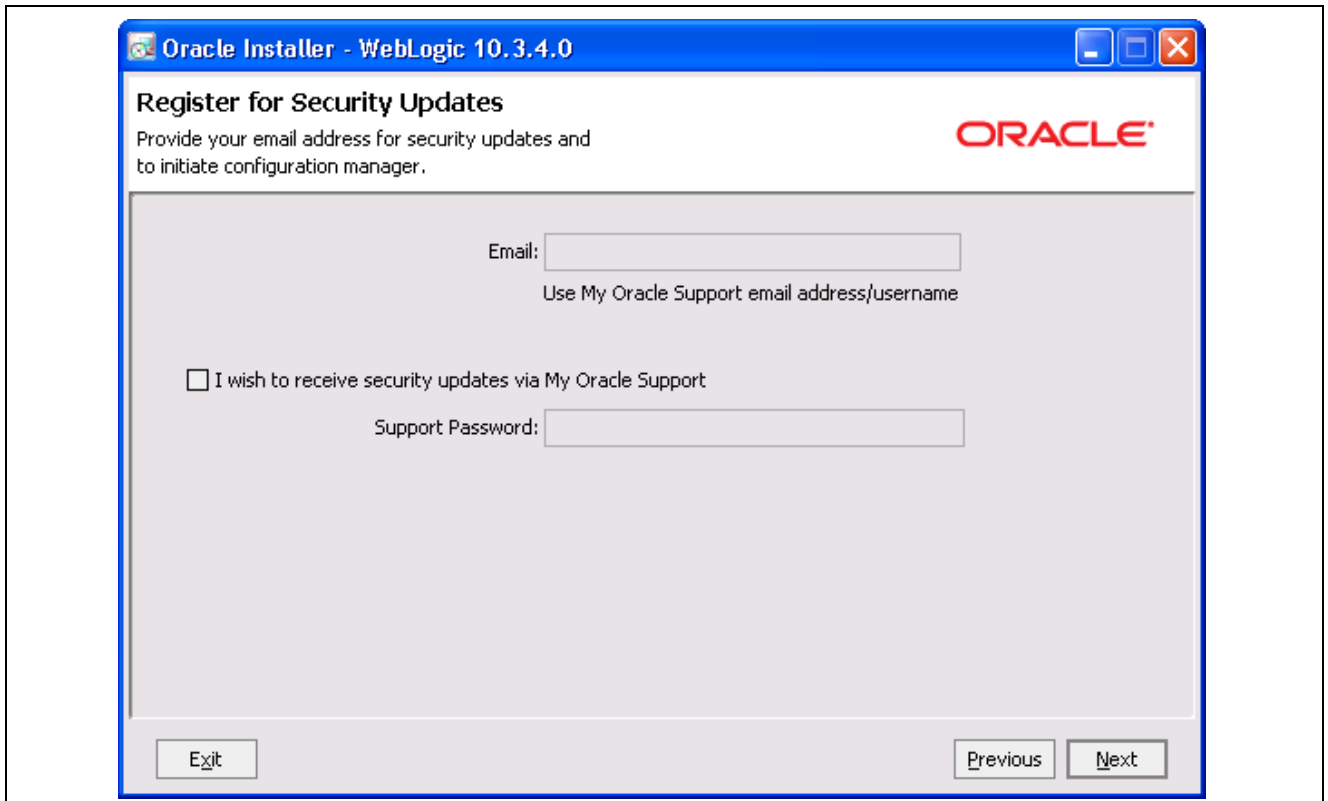 Oracle Installer - WebLogic 10.3.4.0
Register for Security Updates
Provide your email address for security updates and
to initiate configuration manager.
ORACLE
Email:
Use My Oracle Support email address/username
I wish to receive security updates via My Oracle Support
Support Password:
Exit
Previous
Next